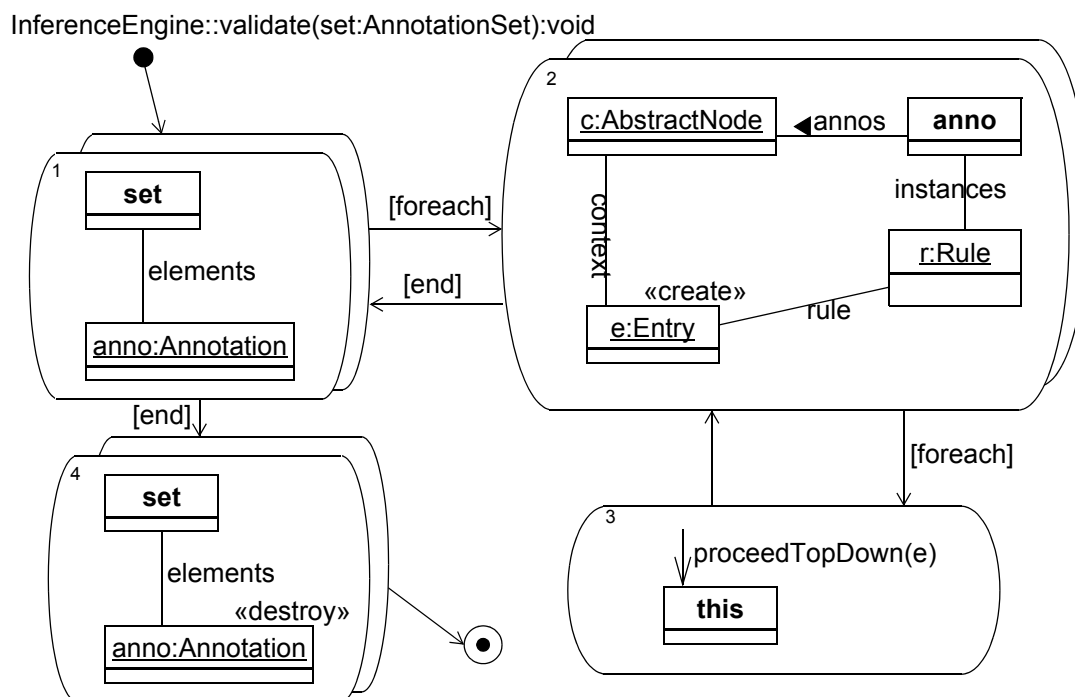 InferenceEngine::validate(set:AnnotationSet):void
1
set
elements
anno:Annotation
[foreach]
[end]
2
c:AbstractNode
annos
anno
instances
context
r:Rule
«create»
e:Entry
rule
[end]
[foreach]
4
set
elements
«destroy»
anno:Annotation
3
proceedTopDown(e)
this